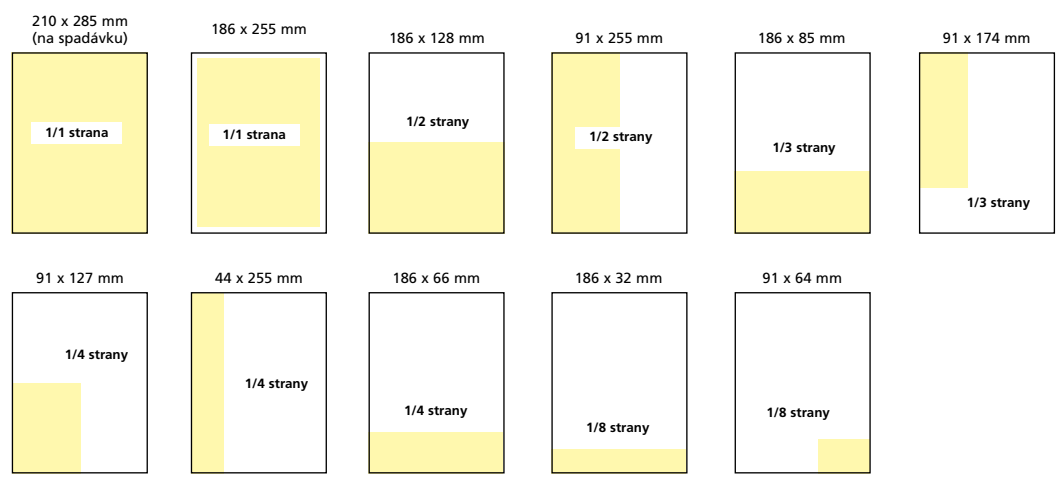 210 x 285 mm
(na spadávku)
1/1 strana
186 x 255 mm
1/1 strana
186 x 128 mm
1/2 strany
91 x 255 mm
1/2 strany
186 x 85 mm
1/3 strany
91 x 174 mm
1/3 strany
91 x 127 mm
1/4 strany
44 x 255 mm
1/4 strany
186 x 66 mm
1/4 strany
186 x 32 mm
1/8 strany
91 x 64 mm
1/8 strany